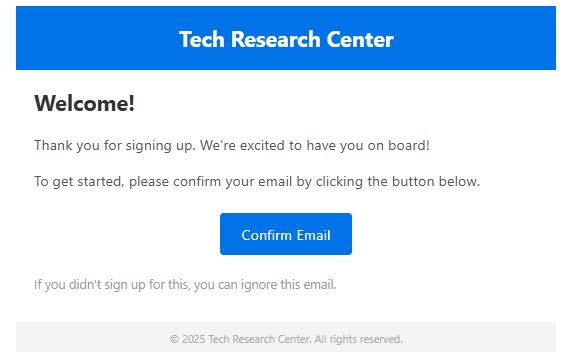 Tech Research Center
Welcome!
Thank you for signing up. We're excited to have you on board!
To get started, please confirm your email by clicking the button below.
Confirm Email
If you didn't sign up for this, you can ignore this email.
© 2025 Tech Research Center. All rights reserved.